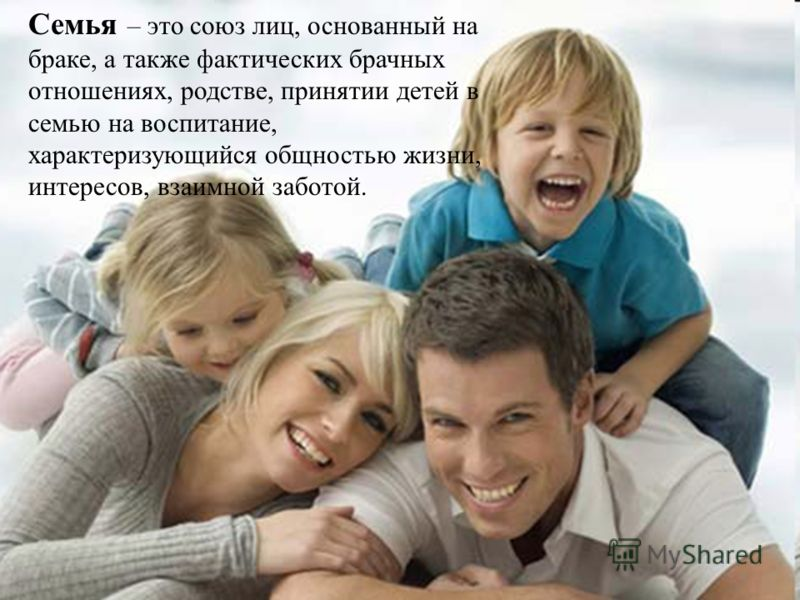 Семья – это союз лиц, основанный на
браке, а также фактических брачных
отношениях, родстве, принятии детей в
семью на воспитание,
характеризующийся общностью жизни,
интересов, взаимной заботой.
MyShared